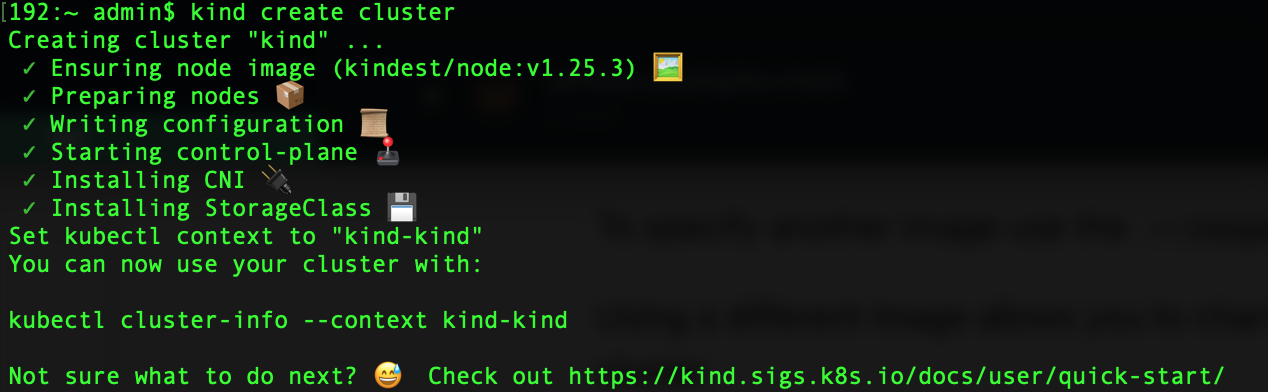 [192:~ admin$ kind create cluster
Creating cluster "kind" ...
✓ Ensuring node image (kindest/node:v1.25.3) 🖼
✓ Preparing nodes 📦
✓ Writing configuration 📜
✓ Starting control-plane 🕹️
✓ Installing CNI 🔌
✓ Installing StorageClass 💾
Set kubectl context to "kind-kind"
You can now use your cluster with:

kubectl cluster-info --context kind-kind

Not sure what to do next? 😅 Check out https://kind.sigs.k8s.io/docs/user/quick-start/